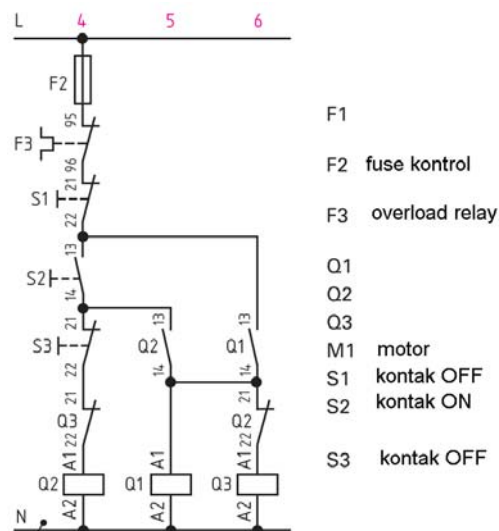 L 4 5 6
F2
95
F3
96
21
S1
22
13
S2
14
21 13 13
S3 Q2 Q1
22 14 14
21 21
Q3 Q2
22 22
A1 A1 A1
Q2 Q1 Q3
A2 A2 A2
N
F1
F2 fuse kontrol
F3 overload relay
Q1
Q2
Q3
M1 motor
S1 kontak OFF
S2 kontak ON
S3 kontak OFF